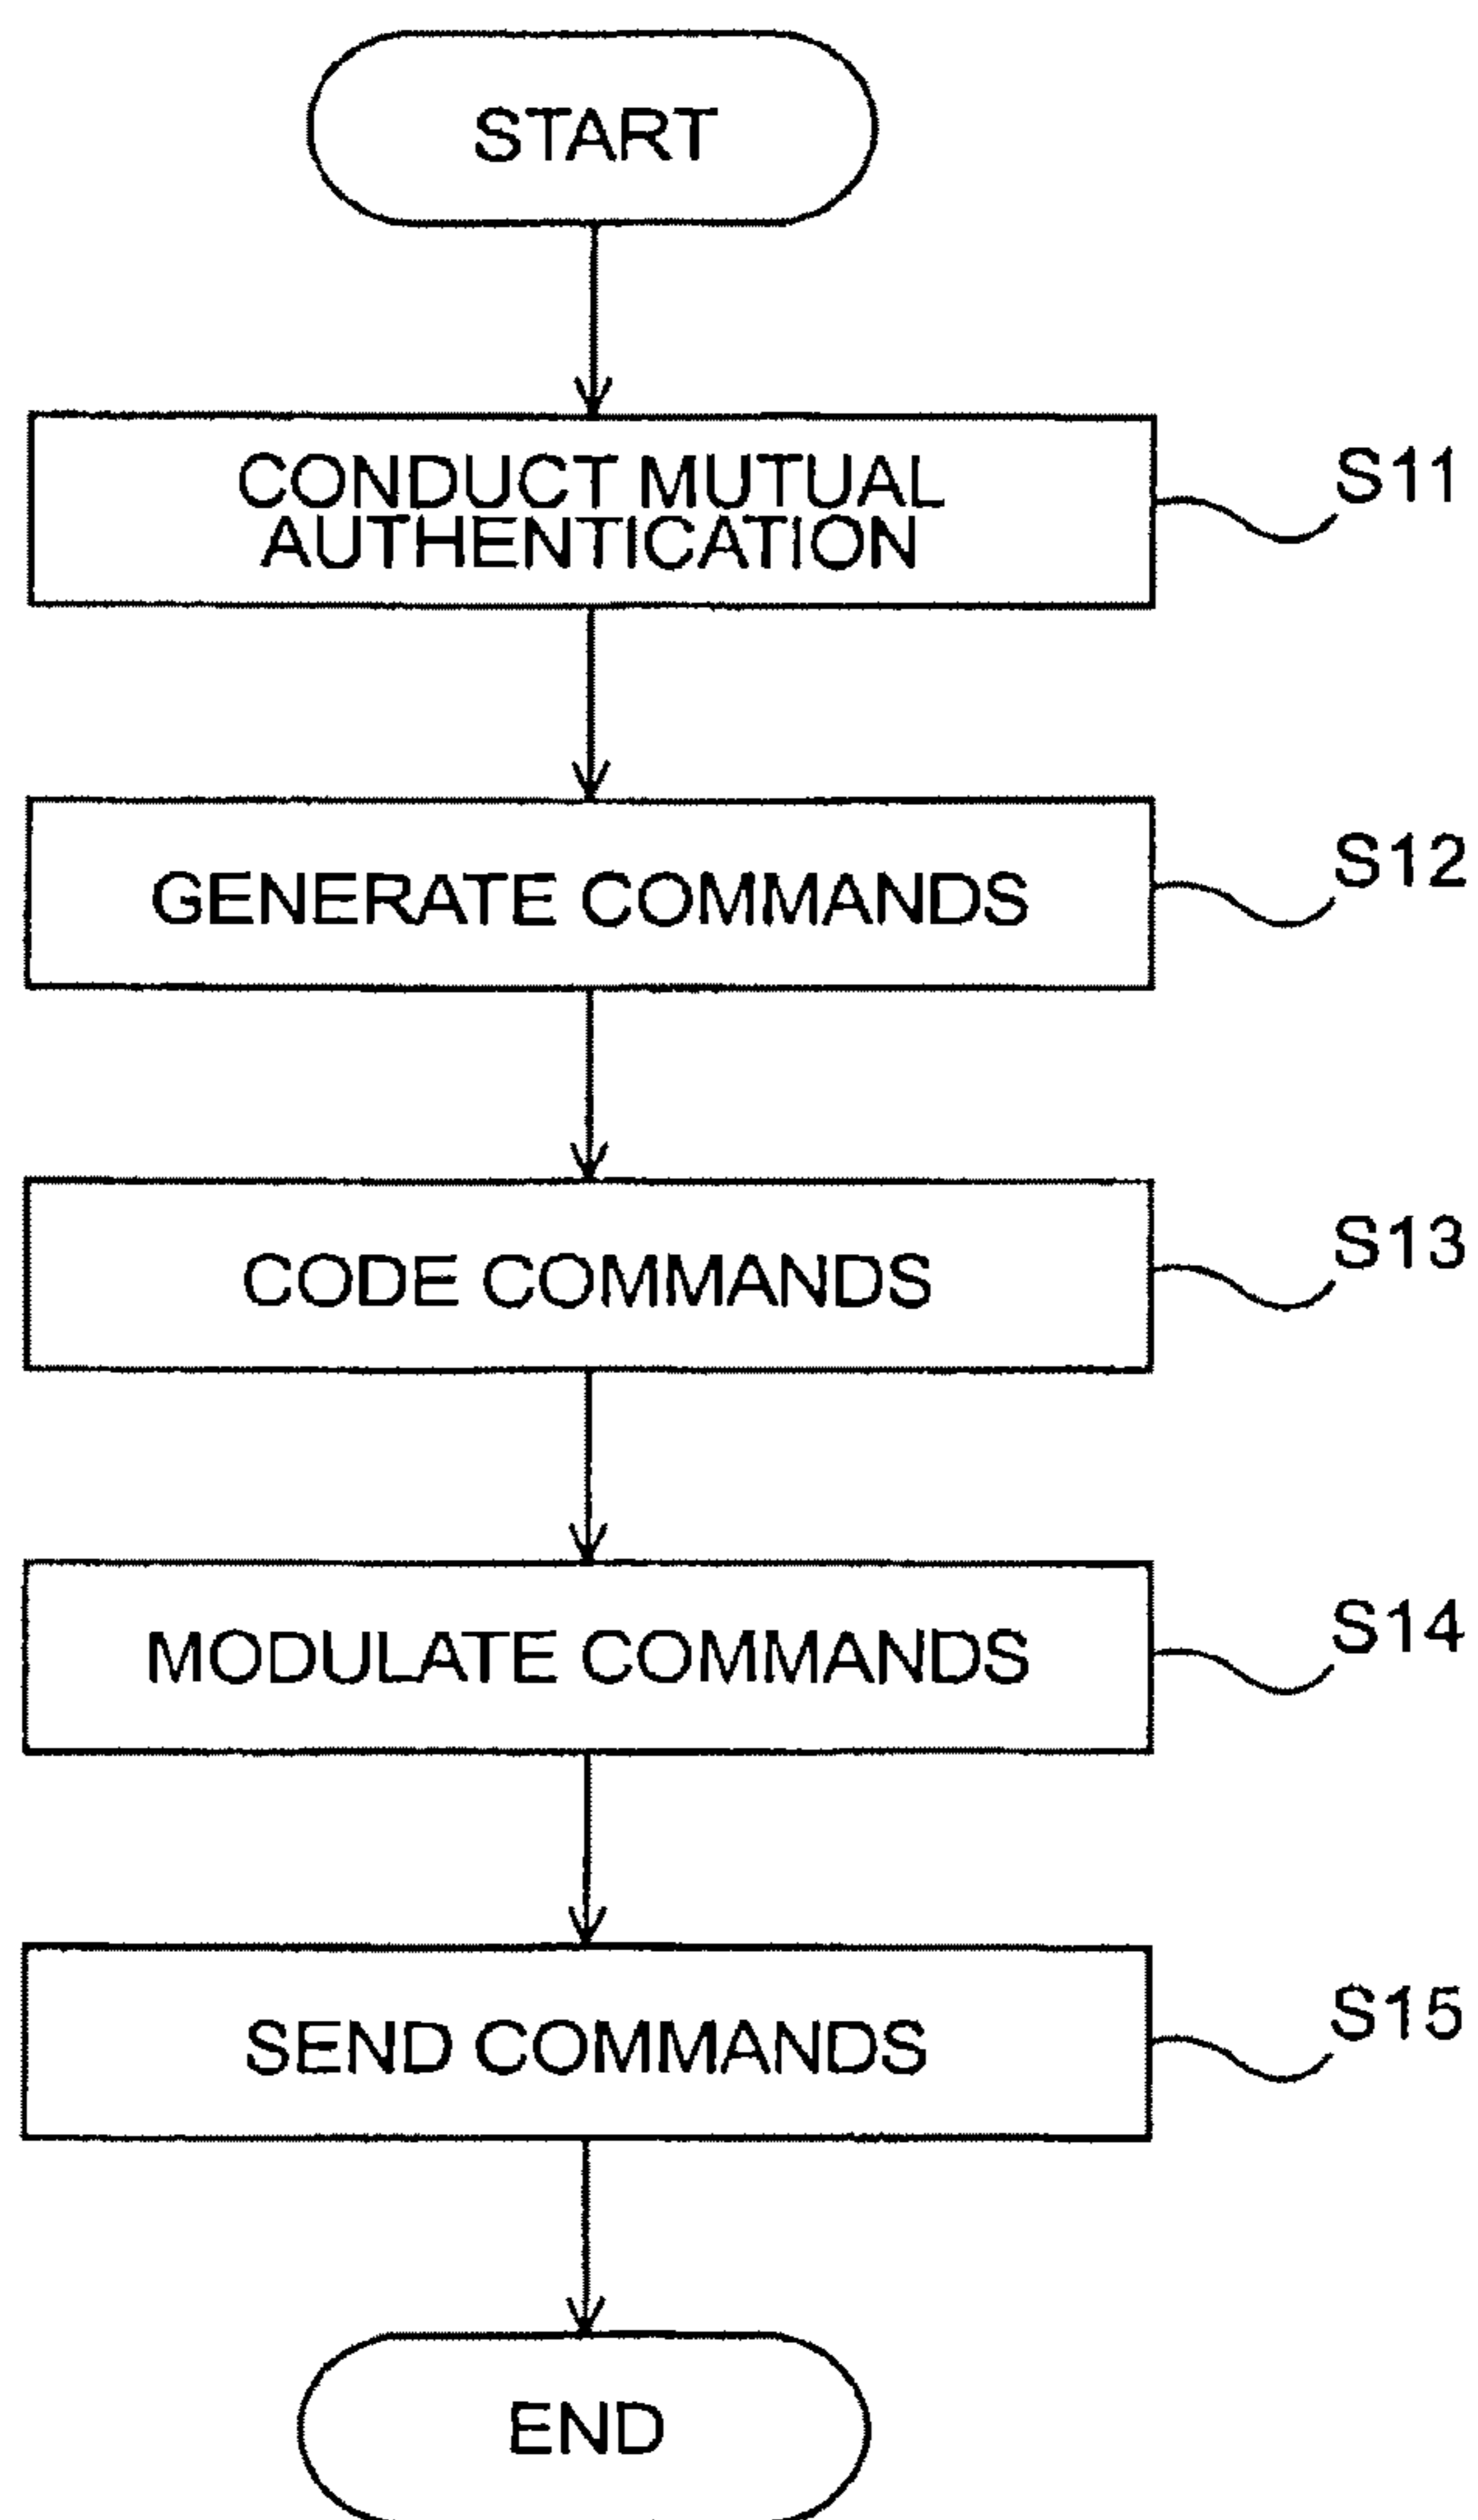 START
CONDUCT MUTUAL
AUTHENTICATION
S11
GENERATE COMMANDS
S12
CODE COMMANDS
S13
MODULATE COMMANDS
S14
SEND COMMANDS
S15
END